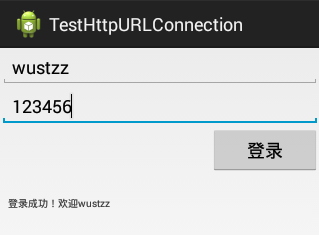 TestHttpURLConnection
wustzz
123456
登录
登录成功！欢迎wustzz